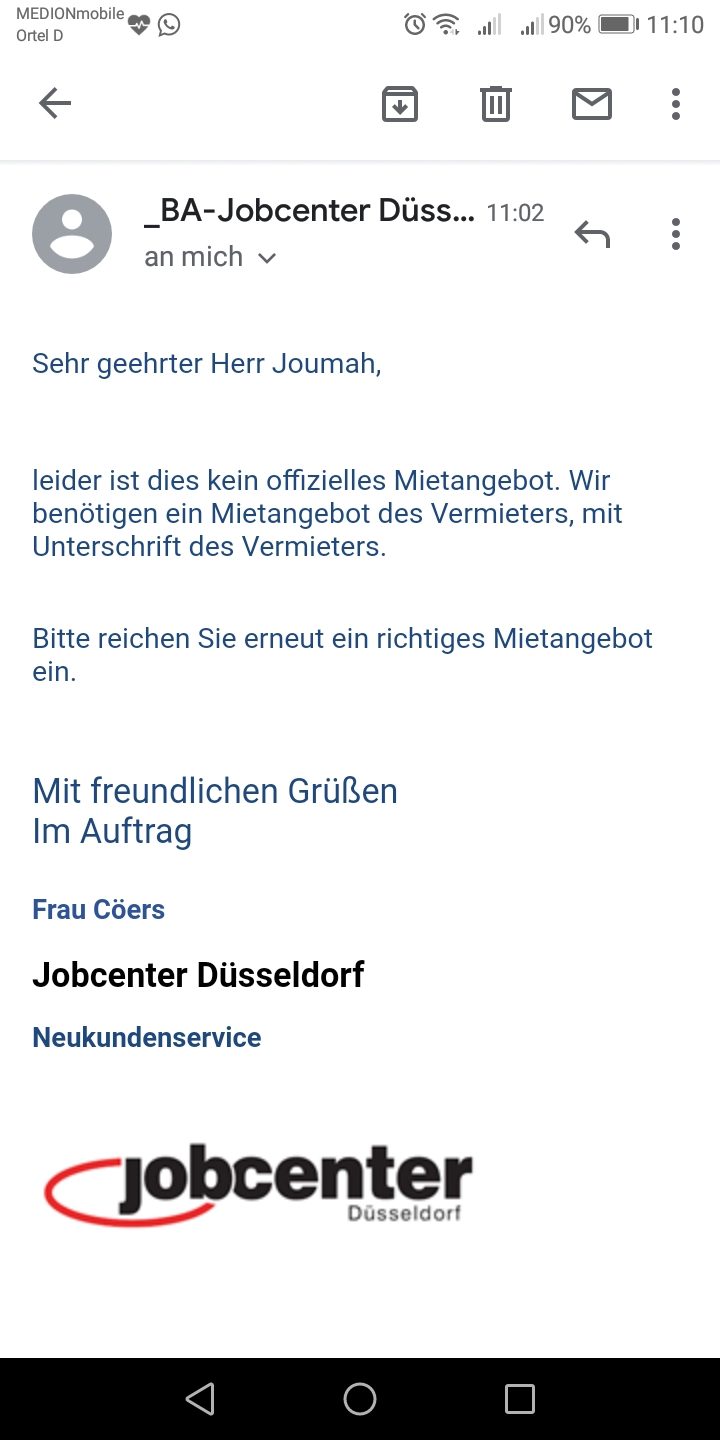 MEDIONmobile
Ortel D
90% 11:10
_BA-Jobcenter Düss... 11:02
an mich
Sehr geehrter Herr Joumah,
leider ist dies kein offizielles Mietangebot. Wir
benötigen ein Mietangebot des Vermieters, mit
Unterschrift des Vermieters.
Bitte reichen Sie erneut ein richtiges Mietangebot
ein.
Mit freundlichen Grüßen
Im Auftrag
Frau Cöers
Jobcenter Düsseldorf
Neukundenservice
jobcenter
Düsseldorf